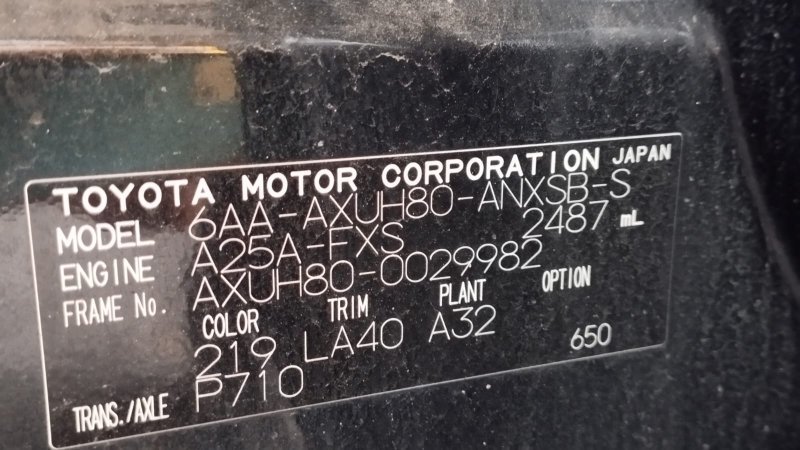 TOYOTA MOTOR CORPORATION JAPAN
MODEL 6AA-AXUH80-ANXSB-S
ENGINE A25A-FXS 2487 mL
FRAME No. AXUH80-0029982
COLOR TRIM PLANT OPTION
219 LA40 A32 650
TRANS./AXLE P710